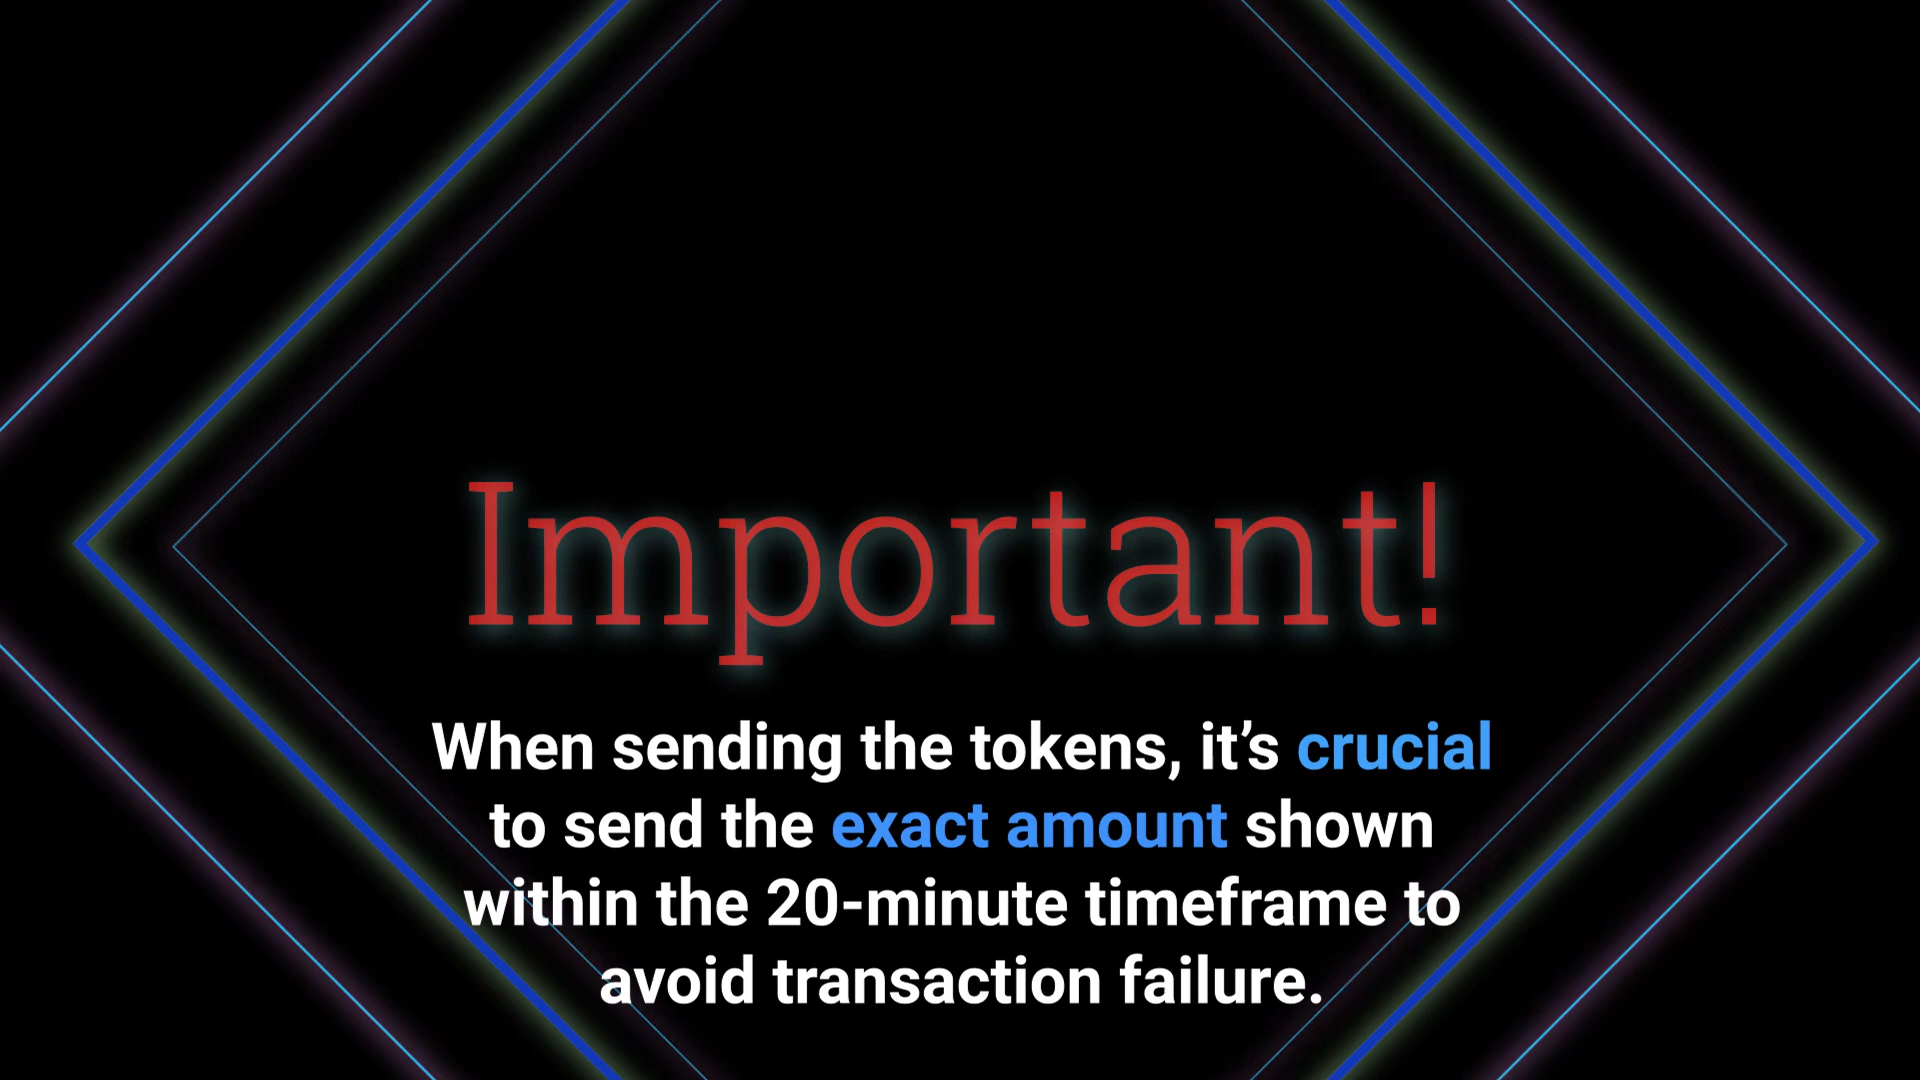 Important!
When sending the tokens, it’s crucial
to send the exact amount shown
within the 20-minute timeframe to
avoid transaction failure.